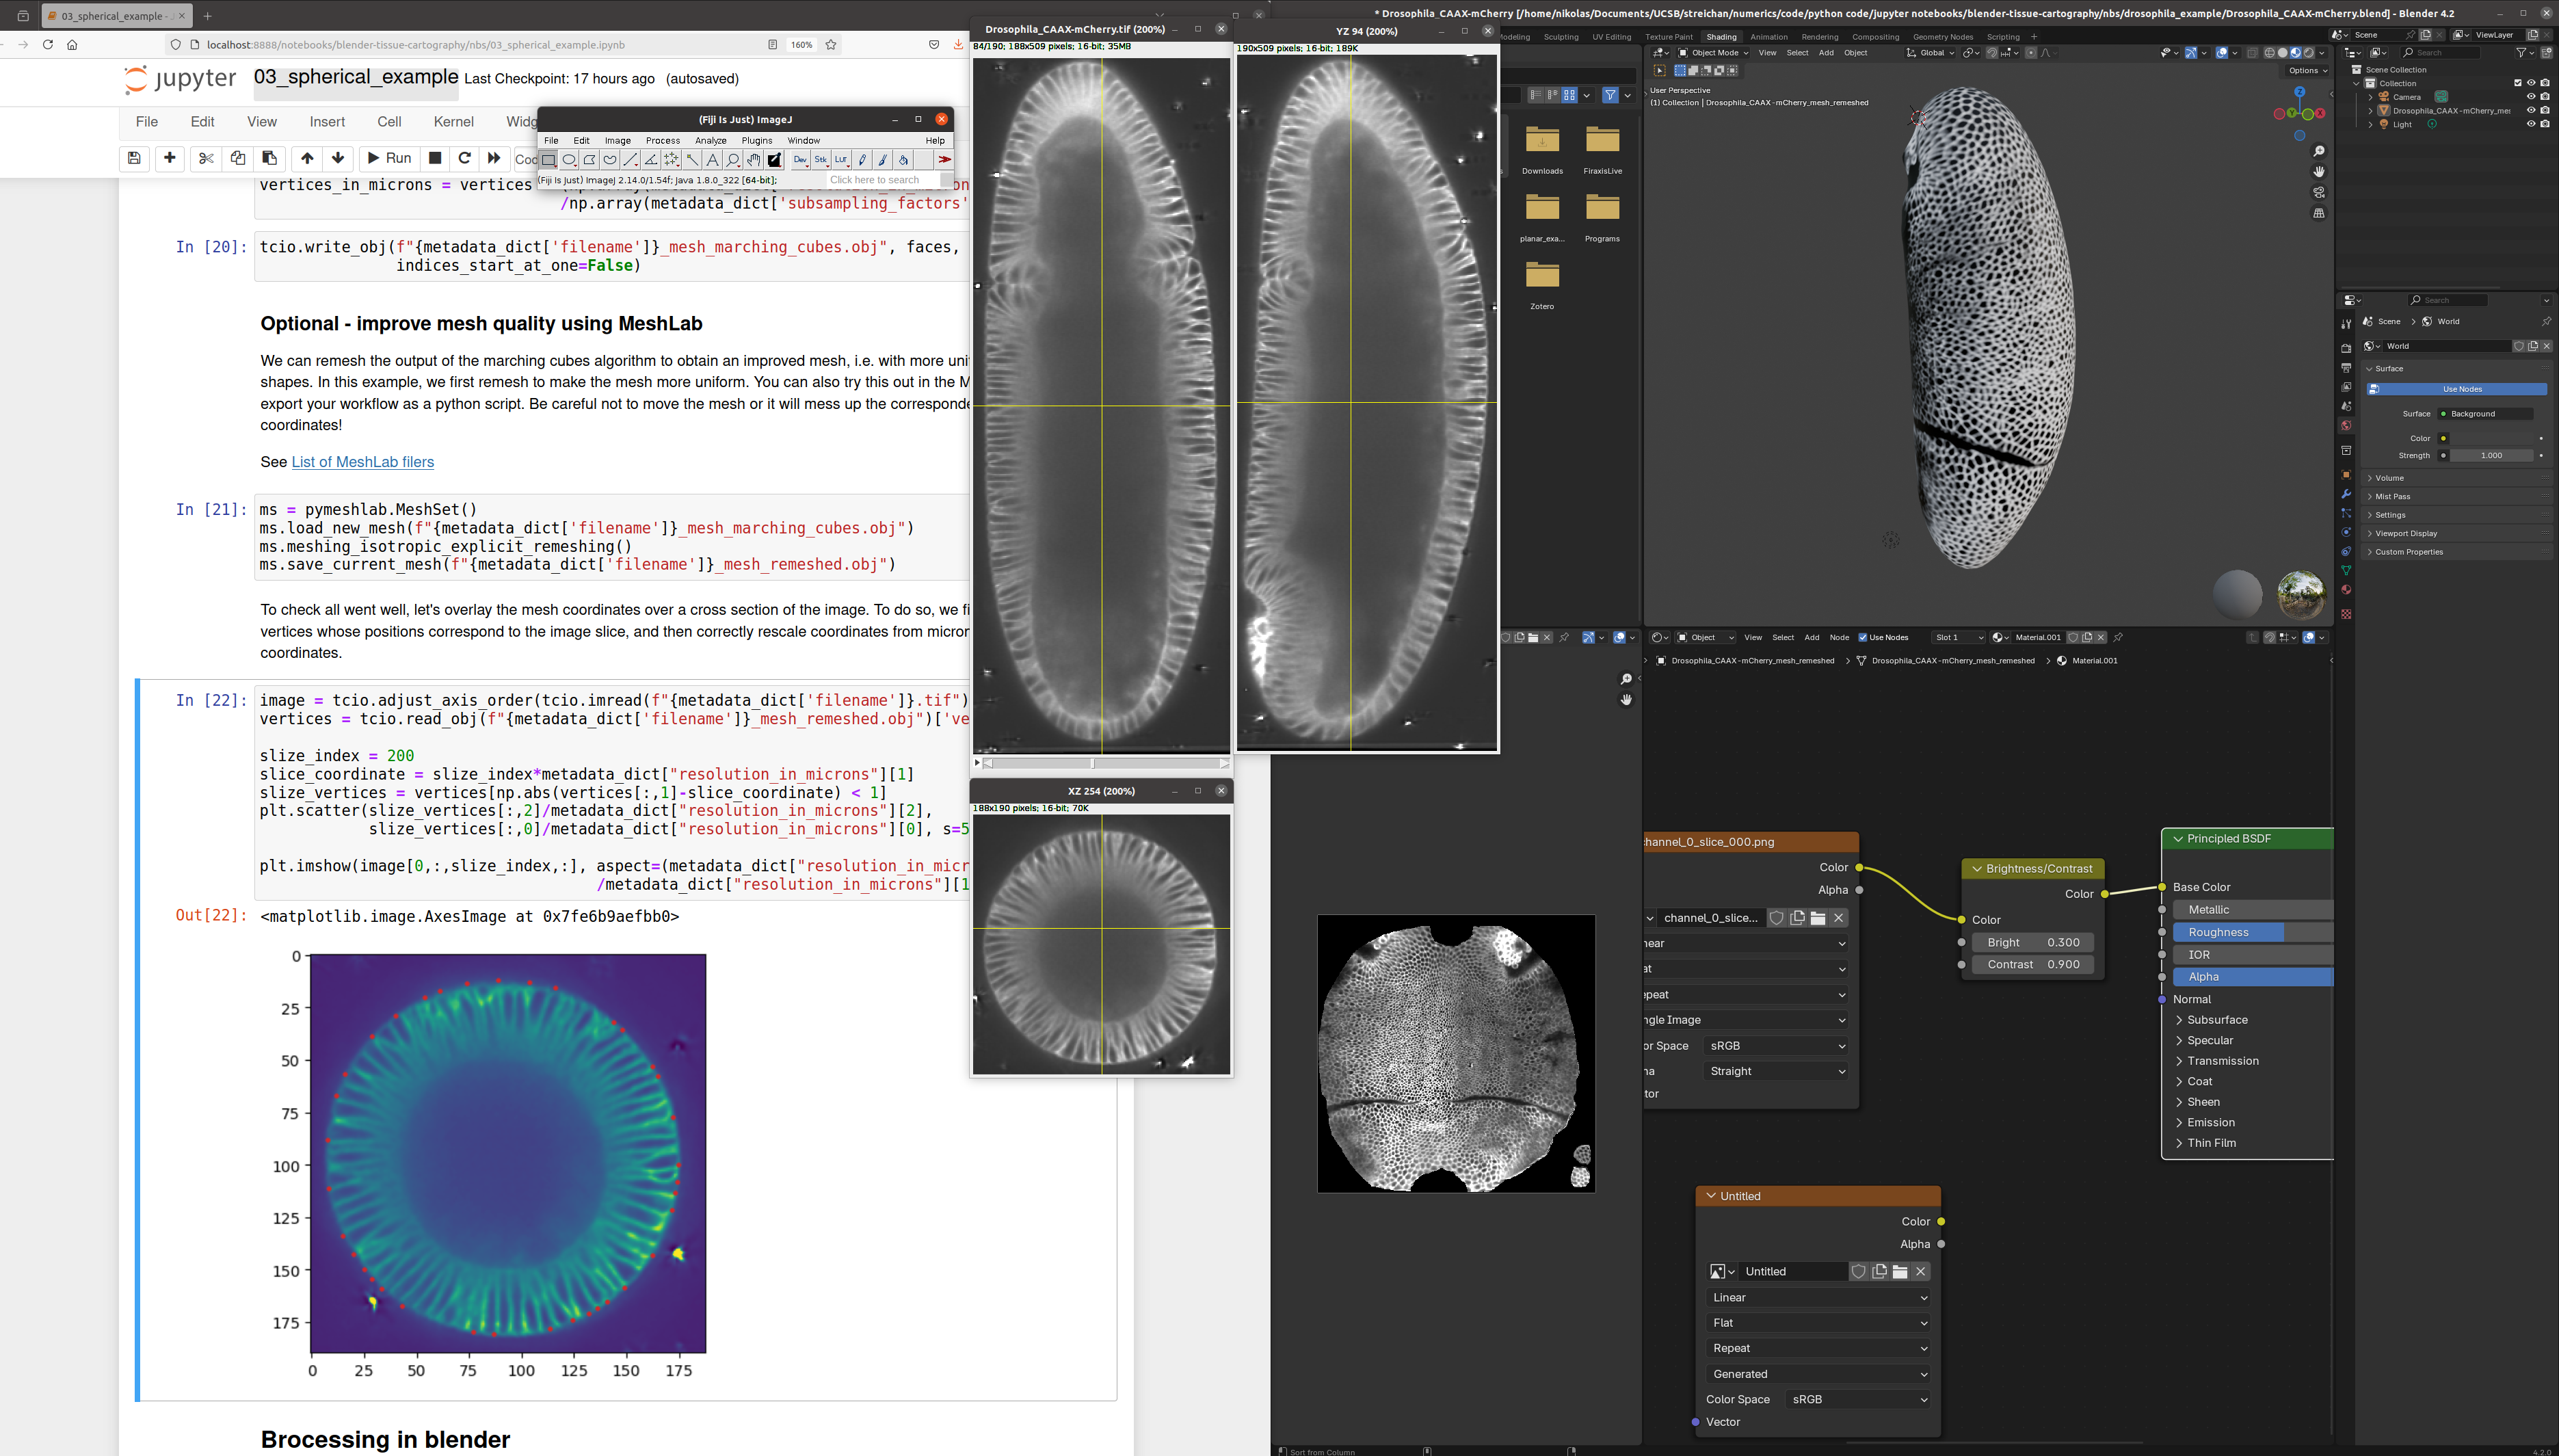 03_spherical_example - J
localhost:8888/notebooks/blender-tissue-cartography/nbs/03_spherical_example.ipynb
160%
jupyter
03_spherical_example
Last Checkpoint: 17 hours ago (autosaved)
File Edit View Insert Cell Kernel Widg
Run
Cod
vertices_in_microns = vertices
/np.array(metadata_dict['subsampling_factors'
In [20]:
tcio.write_obj(f"{metadata_dict['filename']}_mesh_marching_cubes.obj", faces,
indices_start_at_one=False)
Optional - improve mesh quality using MeshLab
We can remesh the output of the marching cubes algorithm to obtain an improved mesh, i.e. with more uni
shapes. In this example, we first remesh to make the mesh more uniform. You can also try this out in the M
export your workflow as a python script. Be careful not to move the mesh or it will mess up the corresponde
coordinates!
See List of MeshLab filers
In [21]:
ms = pymeshlab.MeshSet()
ms.load_new_mesh(f"{metadata_dict['filename']}_mesh_marching_cubes.obj")
ms.meshing_isotropic_explicit_remeshing()
ms.save_current_mesh(f"{metadata_dict['filename']}_mesh_remeshed.obj")
To check all went well, let's overlay the mesh coordinates over a cross section of the image. To do so, we fi
vertices whose positions correspond to the image slice, and then correctly rescale coordinates from micron
coordinates.
In [22]:
image = tcio.adjust_axis_order(tcio.imread(f"{metadata_dict['filename']}.tif")
vertices = tcio.read_obj(f"{metadata_dict['filename']}_mesh_remeshed.obj")['ve
slize_index = 200
slice_coordinate = slize_index*metadata_dict["resolution_in_microns"][1]
slize_vertices = vertices[np.abs(vertices[:,1]-slice_coordinate) < 1]
plt.scatter(slize_vertices[:,2]/metadata_dict["resolution_in_microns"][2],
slize_vertices[:,0]/metadata_dict["resolution_in_microns"][0], s=5
plt.imshow(image[0,:,slize_index,:], aspect=(metadata_dict["resolution_in_micr
/metadata_dict["resolution_in_microns"][1
Out[22]:
<matplotlib.image.AxesImage at 0x7fe6b9aefbb0>
0
25
50
75
100
125
150
175
0 25 50 75 100 125 150 175
Brocessing in blender
(Fiji Is Just) ImageJ
File Edit Image Process Analyze Plugins Window Help
Dev Stk Lut
(Fiji Is Just) ImageJ 2.14.0/1.54f; Java 1.8.0_322 [64-bit];
Click here to search
Drosophila_CAAX-mCherry.tif (200%)
84/190; 188x509 pixels; 16-bit; 35MB
YZ 94 (200%)
190x509 pixels; 16-bit; 189K
XZ 254 (200%)
188x190 pixels; 16-bit; 70K
* Drosophila_CAAX-mCherry [/home/nikolas/Documents/UCSB/streichan/numerics/code/python code/jupyter notebooks/blender-tissue-cartography/nbs/drosophila_example/Drosophila_CAAX-mCherry.blend] - Blender 4.2
odeling Sculpting UV Editing Texture Paint Shading Animation Rendering Compositing Geometry Nodes Scripting +
Scene
ViewLayer
Object Mode View Select Add Object
Global
Options
User Perspective
(1) Collection | Drosophila_CAAX-mCherry_mesh_remeshed
Z
Y
X
Downloads
FiraxisLive
planar_exa...
Programs
Zotero
Search
Scene Collection
Collection
Camera
Drosophila_CAAX-mCherry_mer
Light
Search
Scene > World
World
Surface
Use Nodes
Surface Background
Color
Strength 1.000
Volume
Mist Pass
Settings
Viewport Display
Custom Properties
Object View Select Add Node Use Nodes Slot 1 Material.001
Drosophila_CAAX-mCherry_mesh_remeshed > Drosophila_CAAX-mCherry_mesh_remeshed > Material.001
hannel_0_slice_000.png
Color
Alpha
channel_0_slice...
near
at
epeat
ngle Image
or Space sRGB
ha Straight
tor
Brightness/Contrast
Color
Color
Bright 0.300
Contrast 0.900
Principled BSDF
Base Color
Metallic
Roughness
IOR
Alpha
Normal
Subsurface
Specular
Transmission
Coat
Sheen
Emission
Thin Film
Untitled
Color
Alpha
Untitled
Linear
Flat
Repeat
Generated
Color Space sRGB
Vector
Sort from Column
4.2.0